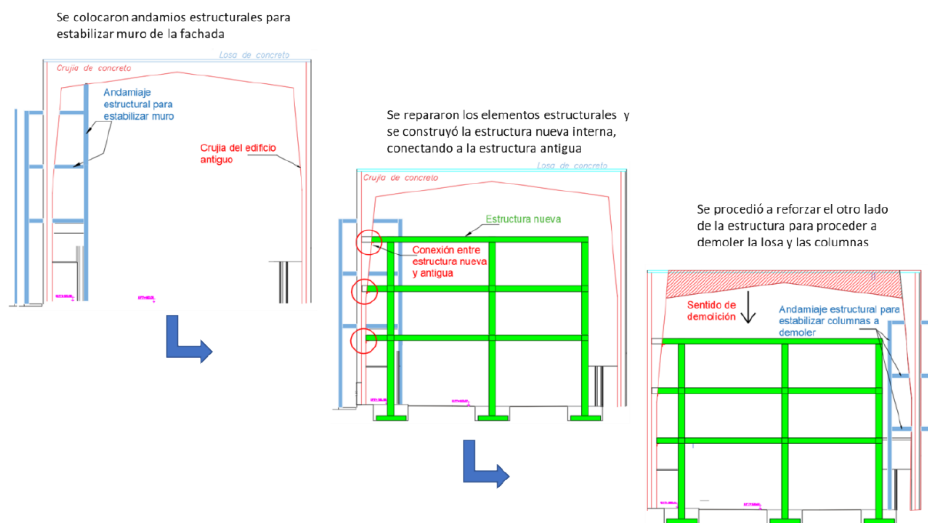 Se colocaron andamios estructurales para
estabilizar muro de la fachada
Losa de concreto
Crujía de concreto
Andamiaje
estructural para
estabilizar muro
Crujía del edificio
antiguo
Se repararon los elementos estructurales y
se construyó la estructura nueva interna,
conectando a la estructura antigua
Losa de concreto
Crujía de concreto
Estructura nueva
Conexión entre
estructura nueva
y antigua
Se procedió a reforzar el otro lado
de la estructura para proceder a
demoler la losa y las columnas
Sentido de
demolición
Andamiaje estructural para
estabilizar columnas a
demoler